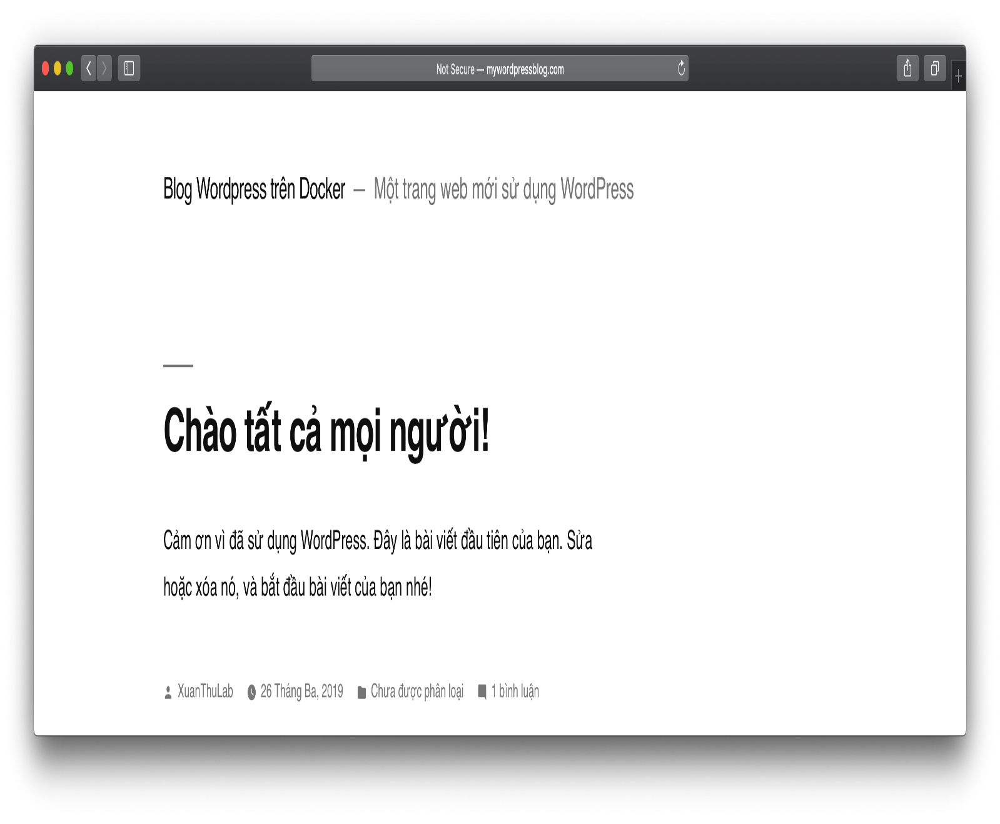 Not Secure — mywordpressblog.com
Blog Wordpress trên Docker — Một trang web mới sử dụng WordPress
Chào tất cả mọi người!
Cảm ơn vì đã sử dụng WordPress. Đây là bài viết đầu tiên của bạn. Sửa
hoặc xóa nó, và bắt đầu bài viết của bạn nhé!
XuanThuLab 26 Tháng Ba, 2019 Chưa được phân loại 1 bình luận